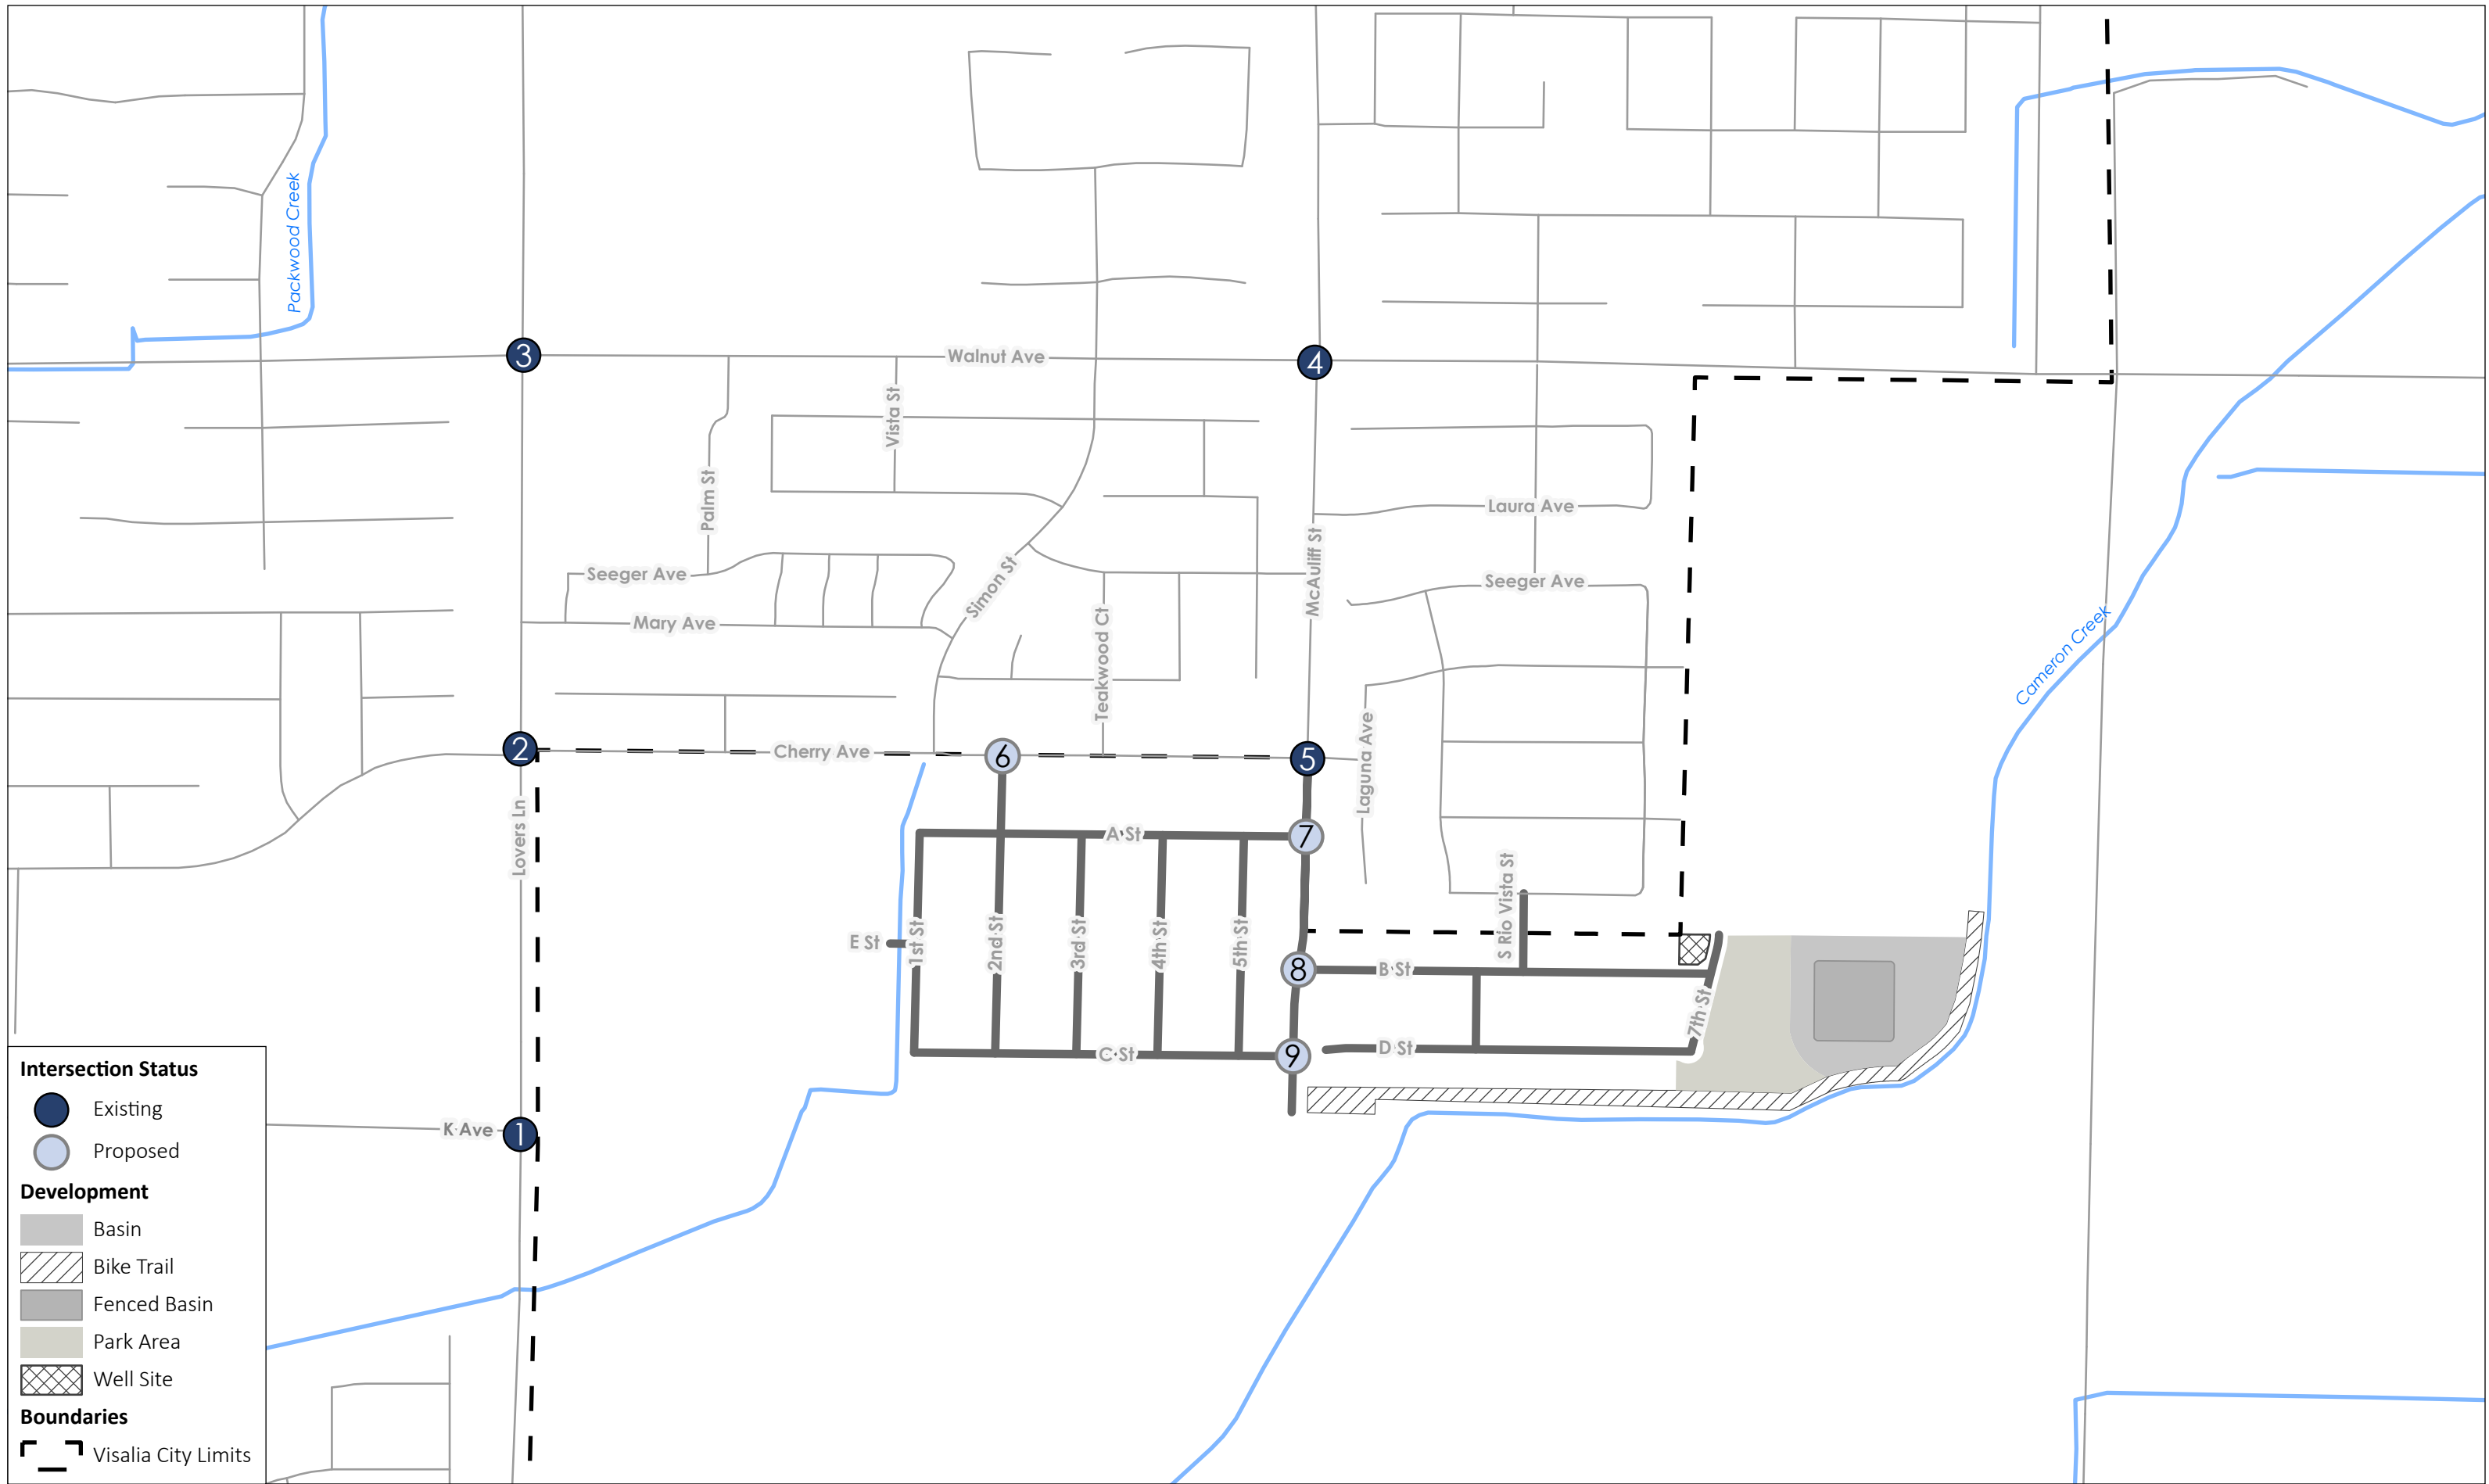 Packwood Creek
3
Walnut Ave
4
Vista St
Palm St
Laura Ave
McAuliff St
Seeger Ave
Simon St
Seeger Ave
Mary Ave
Teakwood Ct
Cameron Creek
2
Cherry Ave
6
5
Laguna Ave
Lovers Ln
A St
7
S Rio Vista St
E St
1st St
2nd St
3rd St
4th St
5th St
8
B St
7th St
C St
9
D St
K Ave
1
Intersection Status
Existing
Proposed
Development
Basin
Bike Trail
Fenced Basin
Park Area
Well Site
Boundaries
Visalia City Limits